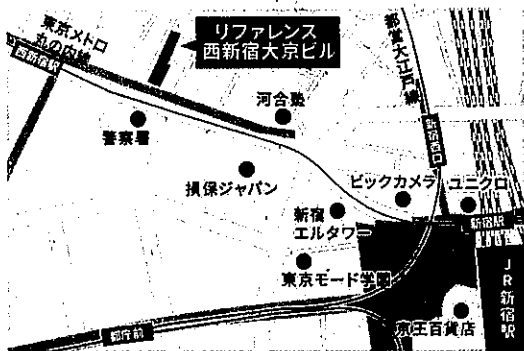 リファレンス
西新宿大京ビル
東京メトロ
丸の内線
西新宿駅
都営大江戸線
河合塾
警察署
新宿西口
損保ジャパン
ビックカメラ
ユニクロ
新宿
エルタワー
新宿駅
東京モード学園
JR新宿駅
都庁前
京王百貨店